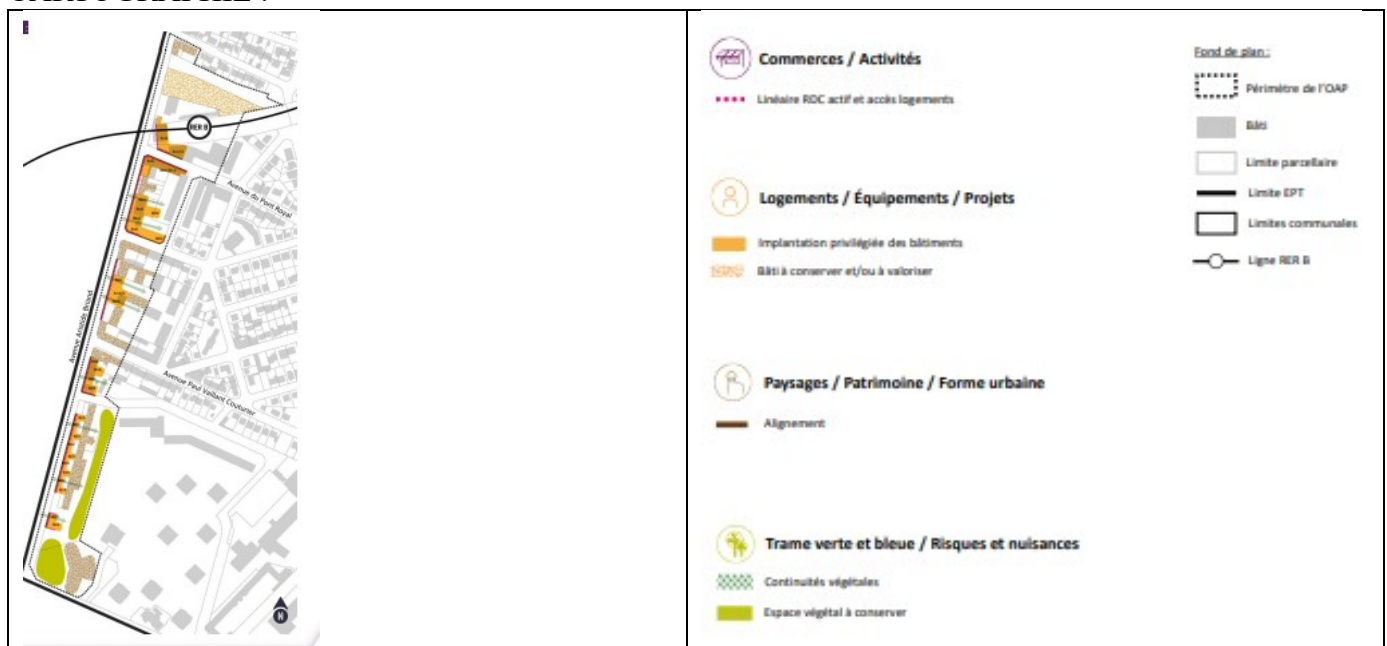 RER B
Avenue du Pont Royal
Avenue Aristide Briand
Avenue Paul Vaillant Couturier
N
Commerces / Activités
Linéaire RDC actif et accès logements
Logements / Équipements / Projets
Implantation privilégiée des bâtiments
Bâti à conserver et/ou à valoriser
Paysages / Patrimoine / Forme urbaine
Alignement
Trame verte et bleue / Risques et nuisances
Continuités végétales
Espace végétal à conserver
Fond de plan :
Périmètre de l'OAP
Bâti
Limite parcellaire
Limite EPT
Limites communales
Ligne RER B